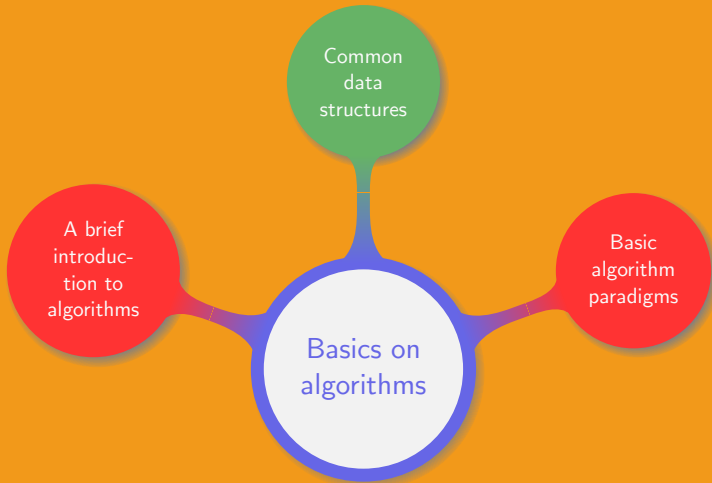 Common
data
structures
A brief
introduc-
tion to
algorithms
Basic
algorithm
paradigms
Basics on
algorithms